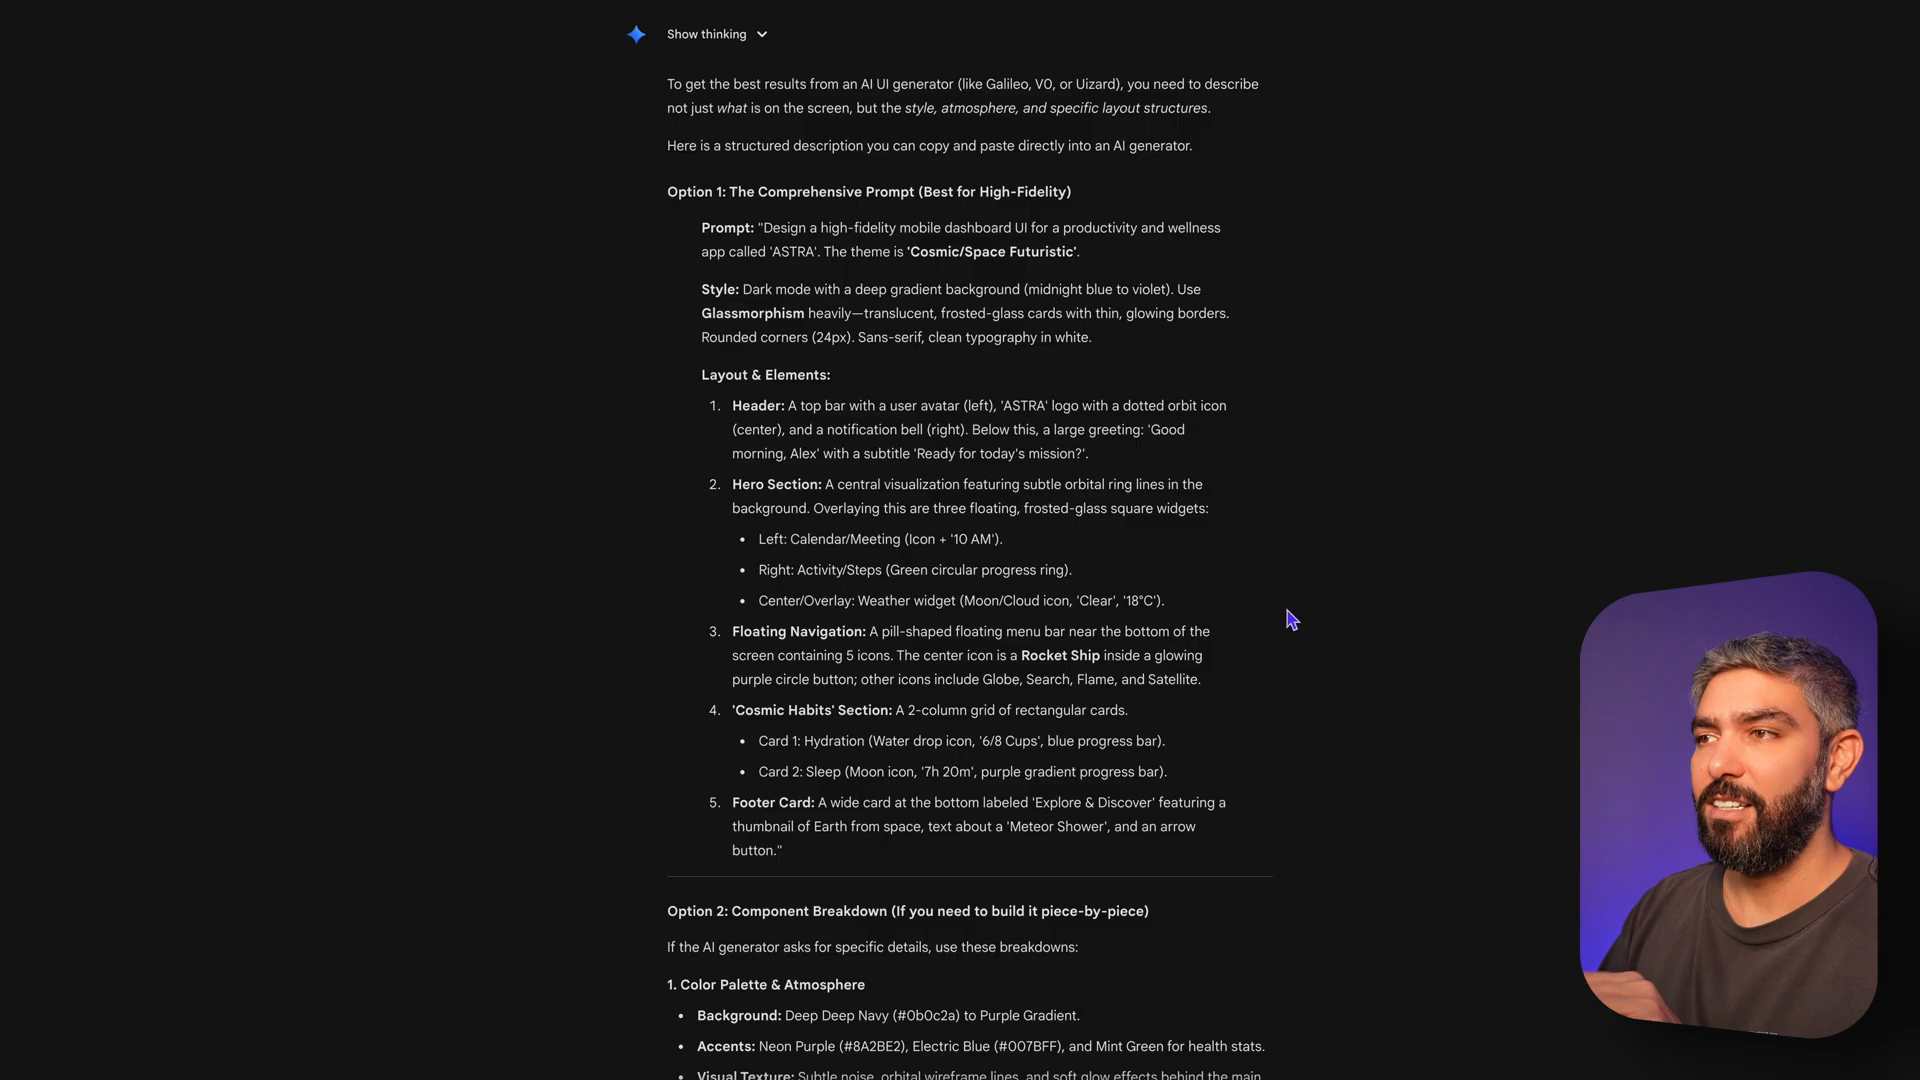 Show thinking
To get the best results from an AI UI generator (like Galileo, V0, or Uizard), you need to describe
not just what is on the screen, but the style, atmosphere, and specific layout structures.
Here is a structured description you can copy and paste directly into an AI generator.
Option 1: The Comprehensive Prompt (Best for High-Fidelity)
Prompt: "Design a high-fidelity mobile dashboard UI for a productivity and wellness
app called 'ASTRA'. The theme is 'Cosmic/Space Futuristic'.
Style: Dark mode with a deep gradient background (midnight blue to violet). Use
Glassmorphism heavily—translucent, frosted-glass cards with thin, glowing borders.
Rounded corners (24px). Sans-serif, clean typography in white.
Layout & Elements:
1. Header: A top bar with a user avatar (left), 'ASTRA' logo with a dotted orbit icon
(center), and a notification bell (right). Below this, a large greeting: 'Good
morning, Alex' with a subtitle 'Ready for today's mission?'.
2. Hero Section: A central visualization featuring subtle orbital ring lines in the
background. Overlaying this are three floating, frosted-glass square widgets:
• Left: Calendar/Meeting (Icon + '10 AM').
• Right: Activity/Steps (Green circular progress ring).
• Center/Overlay: Weather widget (Moon/Cloud icon, 'Clear', '18°C').
3. Floating Navigation: A pill-shaped floating menu bar near the bottom of the
screen containing 5 icons. The center icon is a Rocket Ship inside a glowing
purple circle button; other icons include Globe, Search, Flame, and Satellite.
4. 'Cosmic Habits' Section: A 2-column grid of rectangular cards.
• Card 1: Hydration (Water drop icon, '6/8 Cups', blue progress bar).
• Card 2: Sleep (Moon icon, '7h 20m', purple gradient progress bar).
5. Footer Card: A wide card at the bottom labeled 'Explore & Discover' featuring a
thumbnail of Earth from space, text about a 'Meteor Shower', and an arrow
button."
Option 2: Component Breakdown (If you need to build it piece-by-piece)
If the AI generator asks for specific details, use these breakdowns:
1. Color Palette & Atmosphere
• Background: Deep Deep Navy (#0b0c2a) to Purple Gradient.
• Accents: Neon Purple (#8A2BE2), Electric Blue (#007BFF), and Mint Green for health stats.
• Visual Texture: Subtle noise, orbital wireframe lines, and soft glow effects behind the main